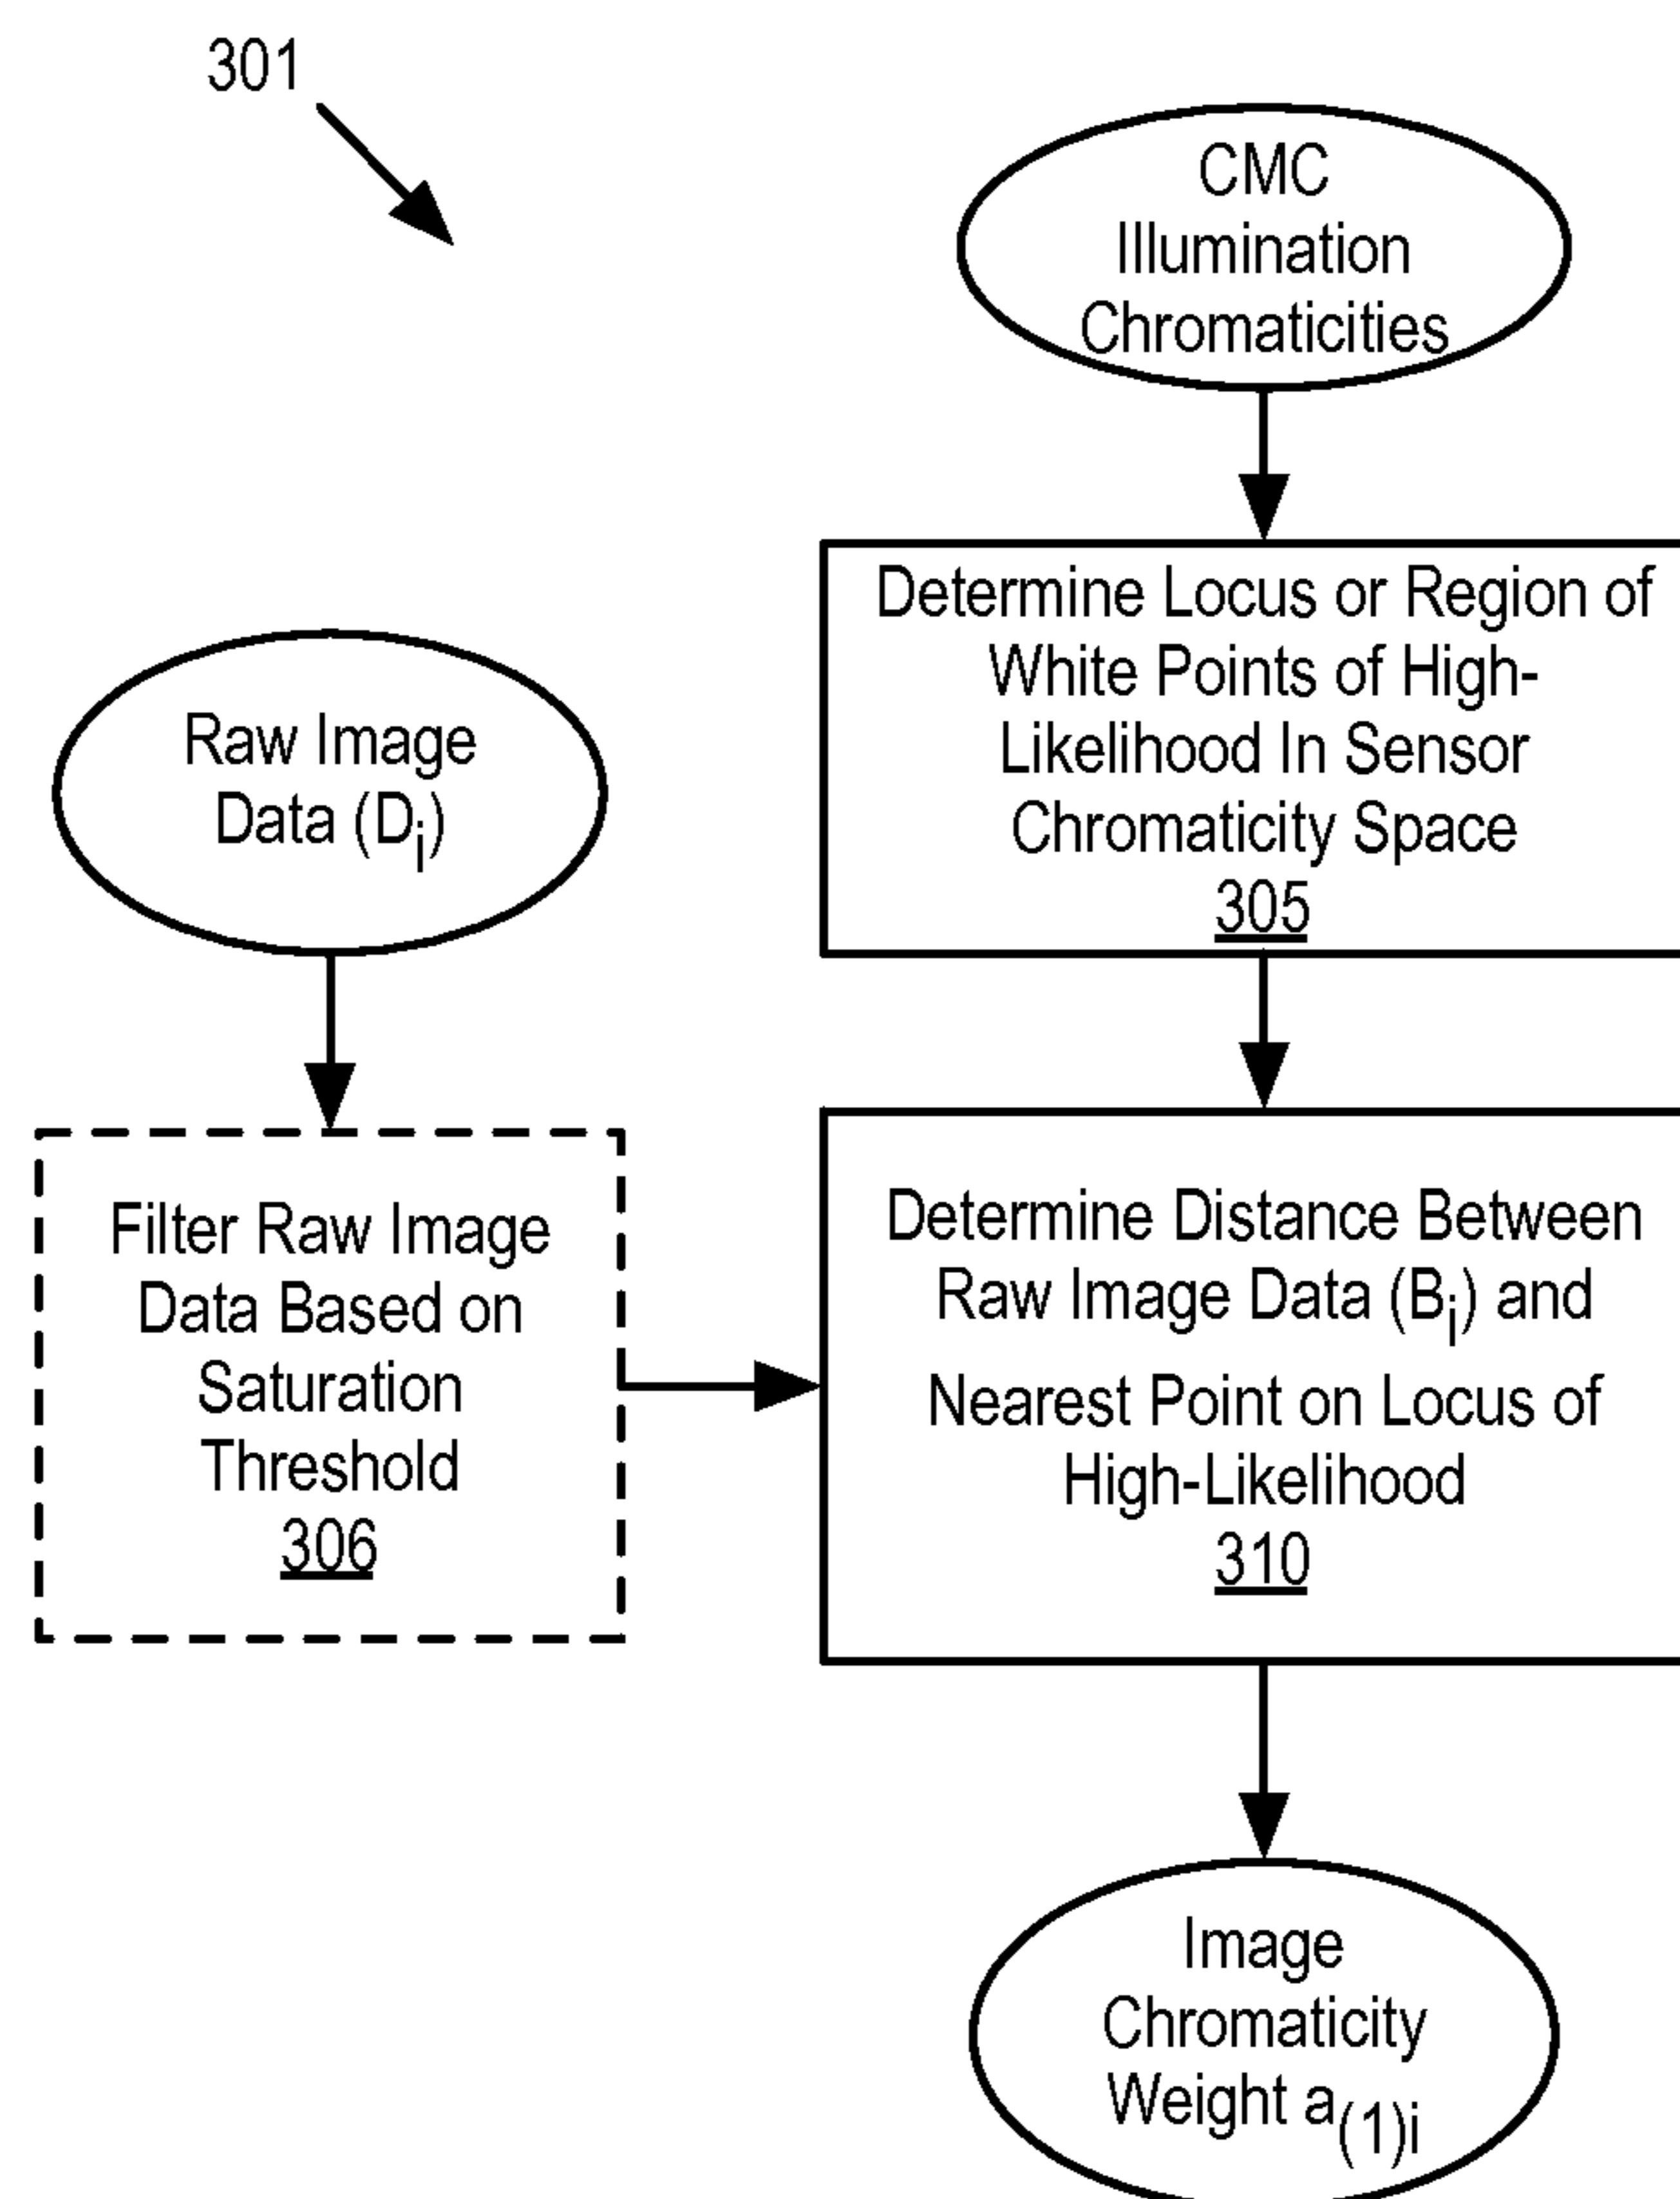 301
CMC
Illumination
Chromaticities
Determine Locus or Region of
White Points of High-
Likelihood In Sensor
Chromaticity Space
305
Raw Image
Data (Di)
Filter Raw Image
Data Based on
Saturation
Threshold
306
Determine Distance Between
Raw Image Data (Bi) and
Nearest Point on Locus of
High-Likelihood
310
Image
Chromaticity
Weight a(1)i